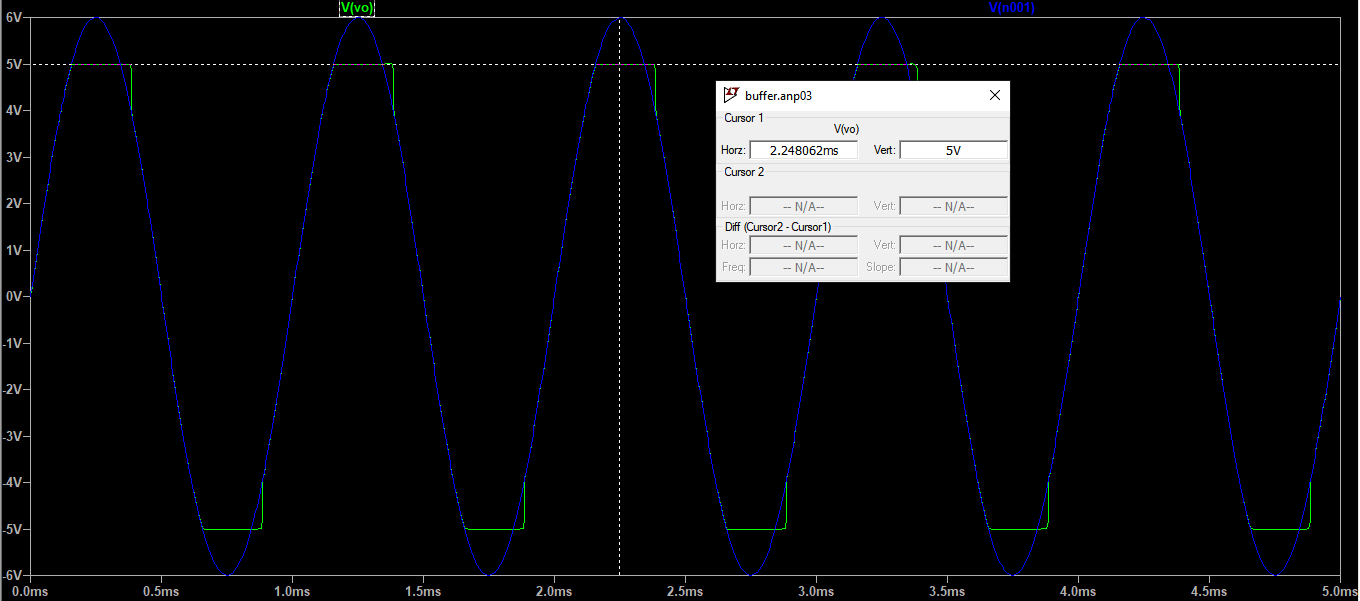 V(vo) V(n001)
6V
5V
4V
3V
2V
1V
0V
-1V
-2V
-3V
-4V
-5V
-6V
0.0ms 0.5ms 1.0ms 1.5ms 2.0ms 2.5ms 3.0ms 3.5ms 4.0ms 4.5ms 5.0ms
buffer.anp03
Cursor 1
V(vo)
Horz: 2.248062ms Vert: 5V
Cursor 2
Horz: -- N/A-- Vert: -- N/A--
Diff (Cursor2 - Cursor1)
Horz: -- N/A-- Vert: -- N/A--
Freq: -- N/A-- Slope: -- N/A--